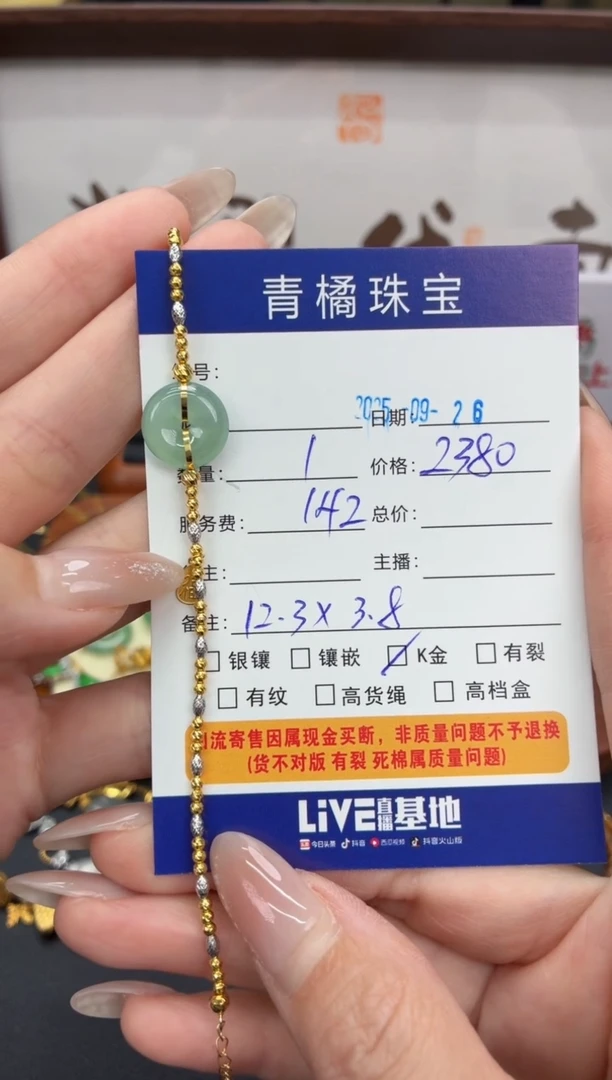 青橘珠宝
号：
日期：2025-09-26
数量：1 价格：2380
服务费：142 总价：
主： 主播：
备注：12.3×3.8
银镶 镶嵌 K金 有裂
有纹 高货绳 高档盒
流寄售因属现金买断，非质量问题不予退换
(货不对版 有裂 死棉属质量问题)
LiVE直播基地
今日头条 抖音 西瓜视频 抖音火山版